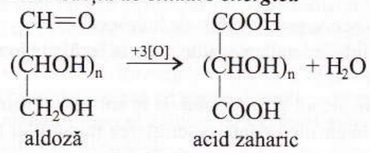 CH=O COOH
(CHOH)n +3[O] → (CHOH)n + H2O
CH2OH COOH
aldoză acid zaharic